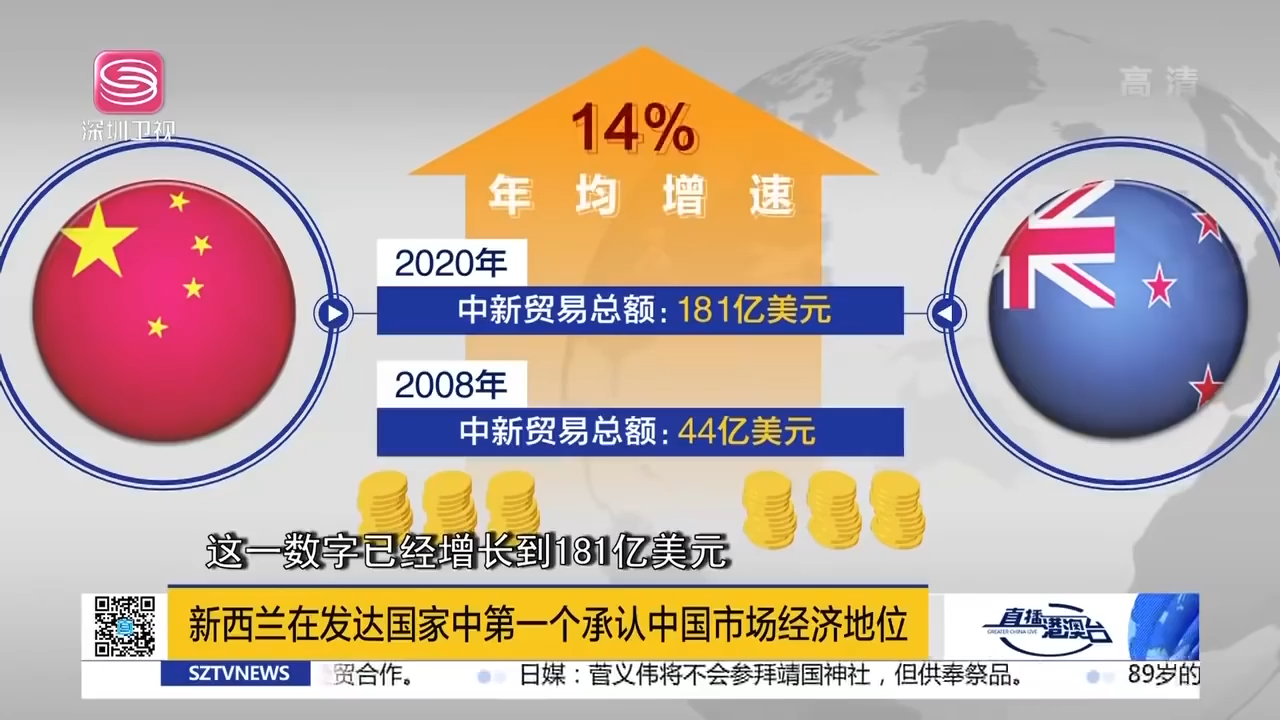 深圳卫视
高清
14%
年均增速
2020年
中新贸易总额：181亿美元
2008年
中新贸易总额：44亿美元
这一数字已经增长到181亿美元
新西兰在发达国家中第一个承认中国市场经济地位
直播港澳台
GREATER CHINA LIVE
SZTVNEWS
贸合作。
日媒：菅义伟将不会参拜靖国神社，但供奉祭品。
89岁的